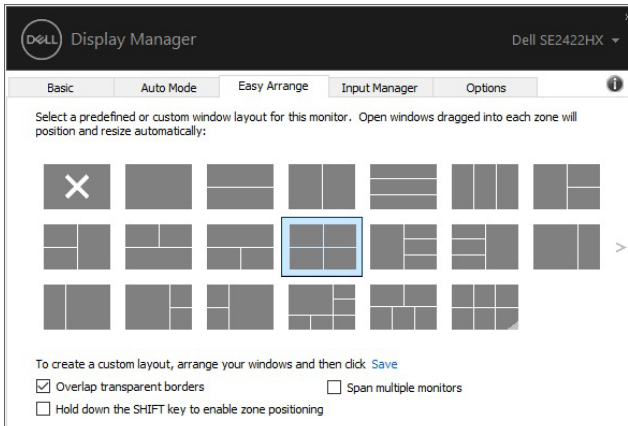 DELL Display Manager
Dell SE2422HX
Basic
Auto Mode
Easy Arrange
Input Manager
Options
Select a predefined or custom window layout for this monitor. Open windows dragged into each zone will
position and resize automatically:
To create a custom layout, arrange your windows and then click Save
Overlap transparent borders
Span multiple monitors
Hold down the SHIFT key to enable zone positioning